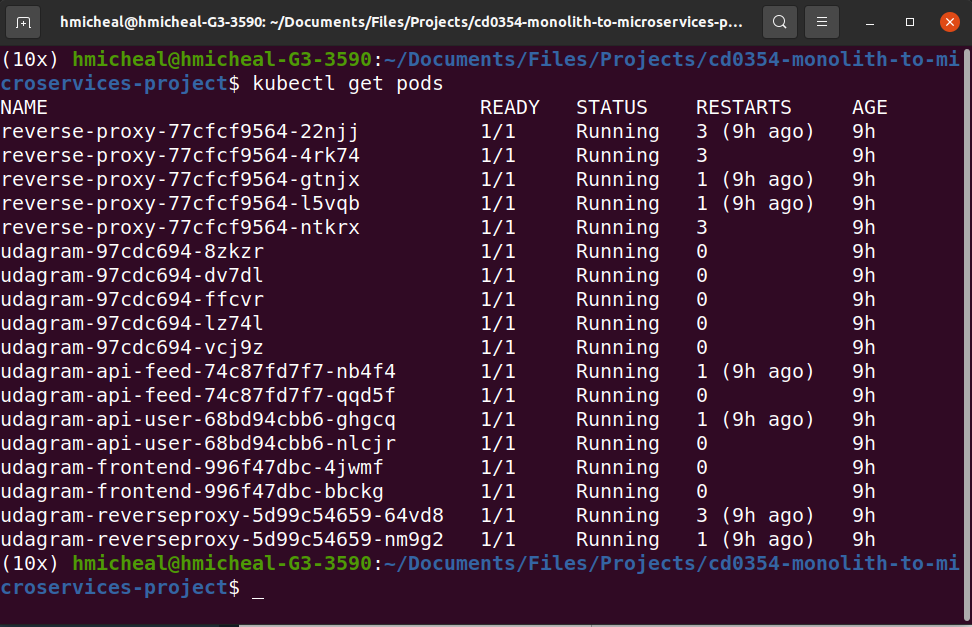 hmicheal@hmicheal-G3-3590: ~/Documents/Files/Projects/cd0354-monolith-to-microservices-p...
(10x) hmicheal@hmicheal-G3-3590:~/Documents/Files/Projects/cd0354-monolith-to-mi
croservices-project$ kubectl get pods
NAME READY STATUS RESTARTS AGE
reverse-proxy-77cfcf9564-22njj 1/1 Running 3 (9h ago) 9h
reverse-proxy-77cfcf9564-4rk74 1/1 Running 3 9h
reverse-proxy-77cfcf9564-gtnjx 1/1 Running 1 (9h ago) 9h
reverse-proxy-77cfcf9564-l5vqb 1/1 Running 1 (9h ago) 9h
reverse-proxy-77cfcf9564-ntkrx 1/1 Running 3 9h
udagram-97cdc694-8zkzr 1/1 Running 0 9h
udagram-97cdc694-dv7dl 1/1 Running 0 9h
udagram-97cdc694-ffcvr 1/1 Running 0 9h
udagram-97cdc694-lz74l 1/1 Running 0 9h
udagram-97cdc694-vcj9z 1/1 Running 0 9h
udagram-api-feed-74c87fd7f7-nb4f4 1/1 Running 1 (9h ago) 9h
udagram-api-feed-74c87fd7f7-qqd5f 1/1 Running 0 9h
udagram-api-user-68bd94cbb6-ghgcq 1/1 Running 1 (9h ago) 9h
udagram-api-user-68bd94cbb6-nlcjr 1/1 Running 0 9h
udagram-frontend-996f47dbc-4jwmf 1/1 Running 0 9h
udagram-frontend-996f47dbc-bbckg 1/1 Running 0 9h
udagram-reverseproxy-5d99c54659-64vd8 1/1 Running 3 (9h ago) 9h
udagram-reverseproxy-5d99c54659-nm9g2 1/1 Running 1 (9h ago) 9h
(10x) hmicheal@hmicheal-G3-3590:~/Documents/Files/Projects/cd0354-monolith-to-mi
croservices-project$ _